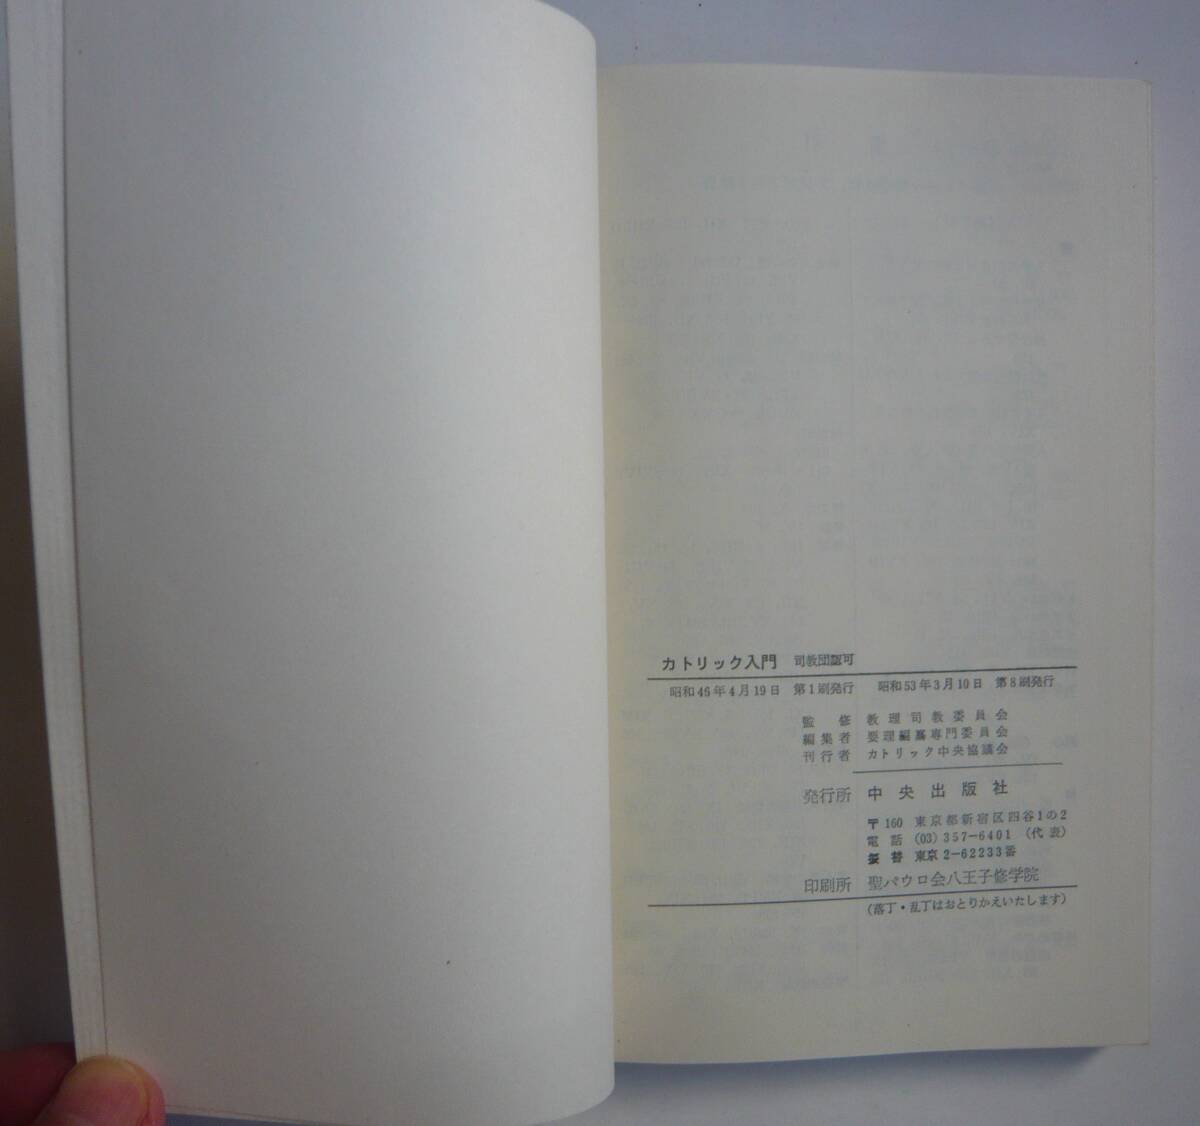 カトリック入門 司教団認可
昭和46年4月19日 第1刷発行 昭和53年3月10日 第8刷発行
監修 教理司教委員会
編集者 要理編纂専門委員会
刊行者 カトリック中央協議会
発行所 中央出版社
〒160 東京都新宿区四谷1の2
電話 (03)357-6401 (代表)
振替 東京2-62233番
印刷所 聖パウロ会八王子修学院
(落丁・乱丁はおとりかえいたします)